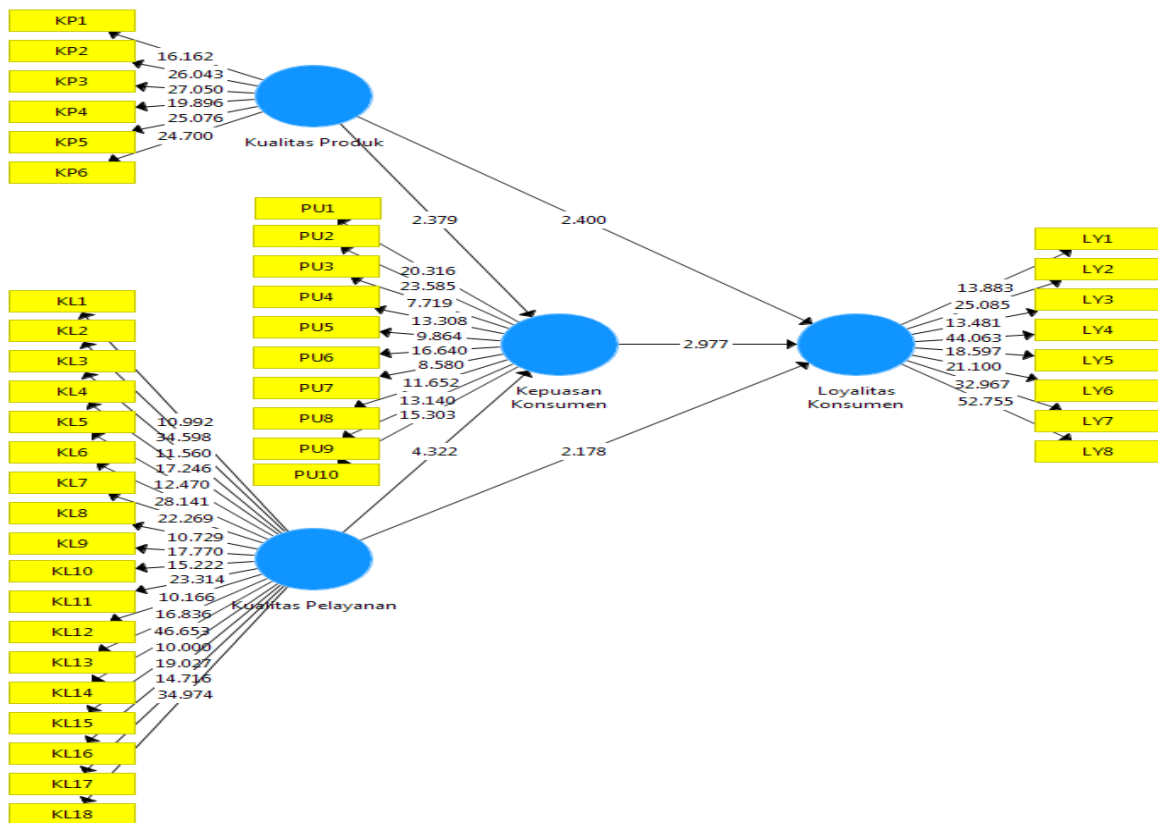 KP1
KP2
KP3
KP4
KP5
KP6
16.162
26.043
27.050
19.896
25.076
24.700
Kualitas Produk
2.379
2.400
PU1
PU2
PU3
PU4
PU5
PU6
PU7
PU8
PU9
PU10
20.316
23.585
7.719
13.308
9.864
16.640
8.580
11.652
13.140
15.303
Kepuasan
Konsumen
2.977
4.322
2.178
Loyalitas
Konsumen
13.883
25.085
13.481
44.063
18.597
21.100
32.967
52.755
LY1
LY2
LY3
LY4
LY5
LY6
LY7
LY8
KL1
KL2
KL3
KL4
KL5
KL6
KL7
KL8
KL9
KL10
KL11
KL12
KL13
KL14
KL15
KL16
KL17
KL18
10.992
34.598
11.560
17.246
12.470
28.141
22.269
10.729
17.770
15.222
23.314
10.166
16.836
46.653
10.000
19.027
14.716
34.974
Kualitas Pelayanan